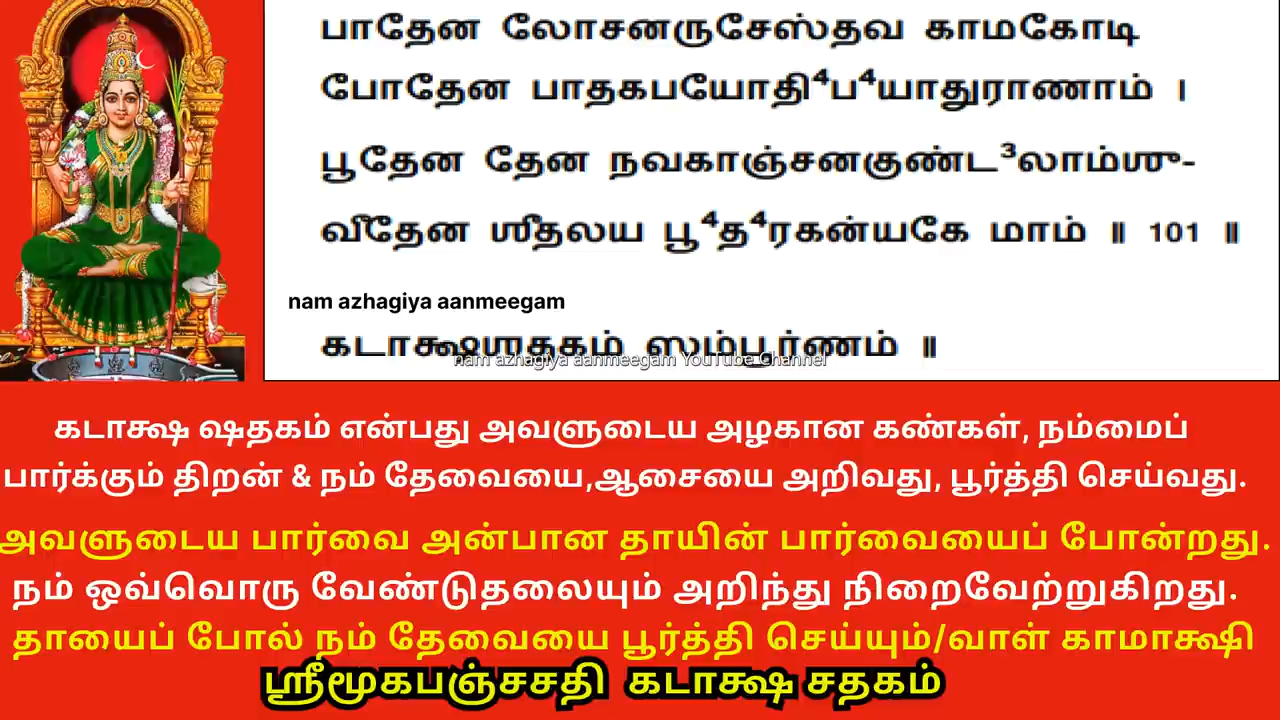 பாதேன லோசனருசேஸ்தவ காமகோடி
போதேன பாதகபயோதி⁴ப⁴யாதுராணாம் ।
பூதேன தேன நவகாஞ்சனகுண்ட³லாம்ஶு-
வீதேன ஶீதலய பூ⁴த⁴ரகன்யகே மாம் ॥ 101 ॥
nam azhagiya aanmeegam
கடாக்ஷஶதகம் ஸம்பூர்ணம் ॥
nam azhagiya aanmeegam YouTube Channel
கடாக்ஷ ஷதகம் என்பது அவளுடைய அழகான கண்கள், நம்மைப்
பார்க்கும் திறன் & நம் தேவையை,ஆசையை அறிவது, பூர்த்தி செய்வது.
அவளுடைய பார்வை அன்பான தாயின் பார்வையைப் போன்றது.
நம் ஒவ்வொரு வேண்டுதலையும் அறிந்து நிறைவேற்றுகிறது.
தாயைப் போல் நம் தேவையை பூர்த்தி செய்யும்/வாள் காமாக்ஷி
ஸ்ரீமூகபஞ்சசதி கடாக்ஷ சதகம்